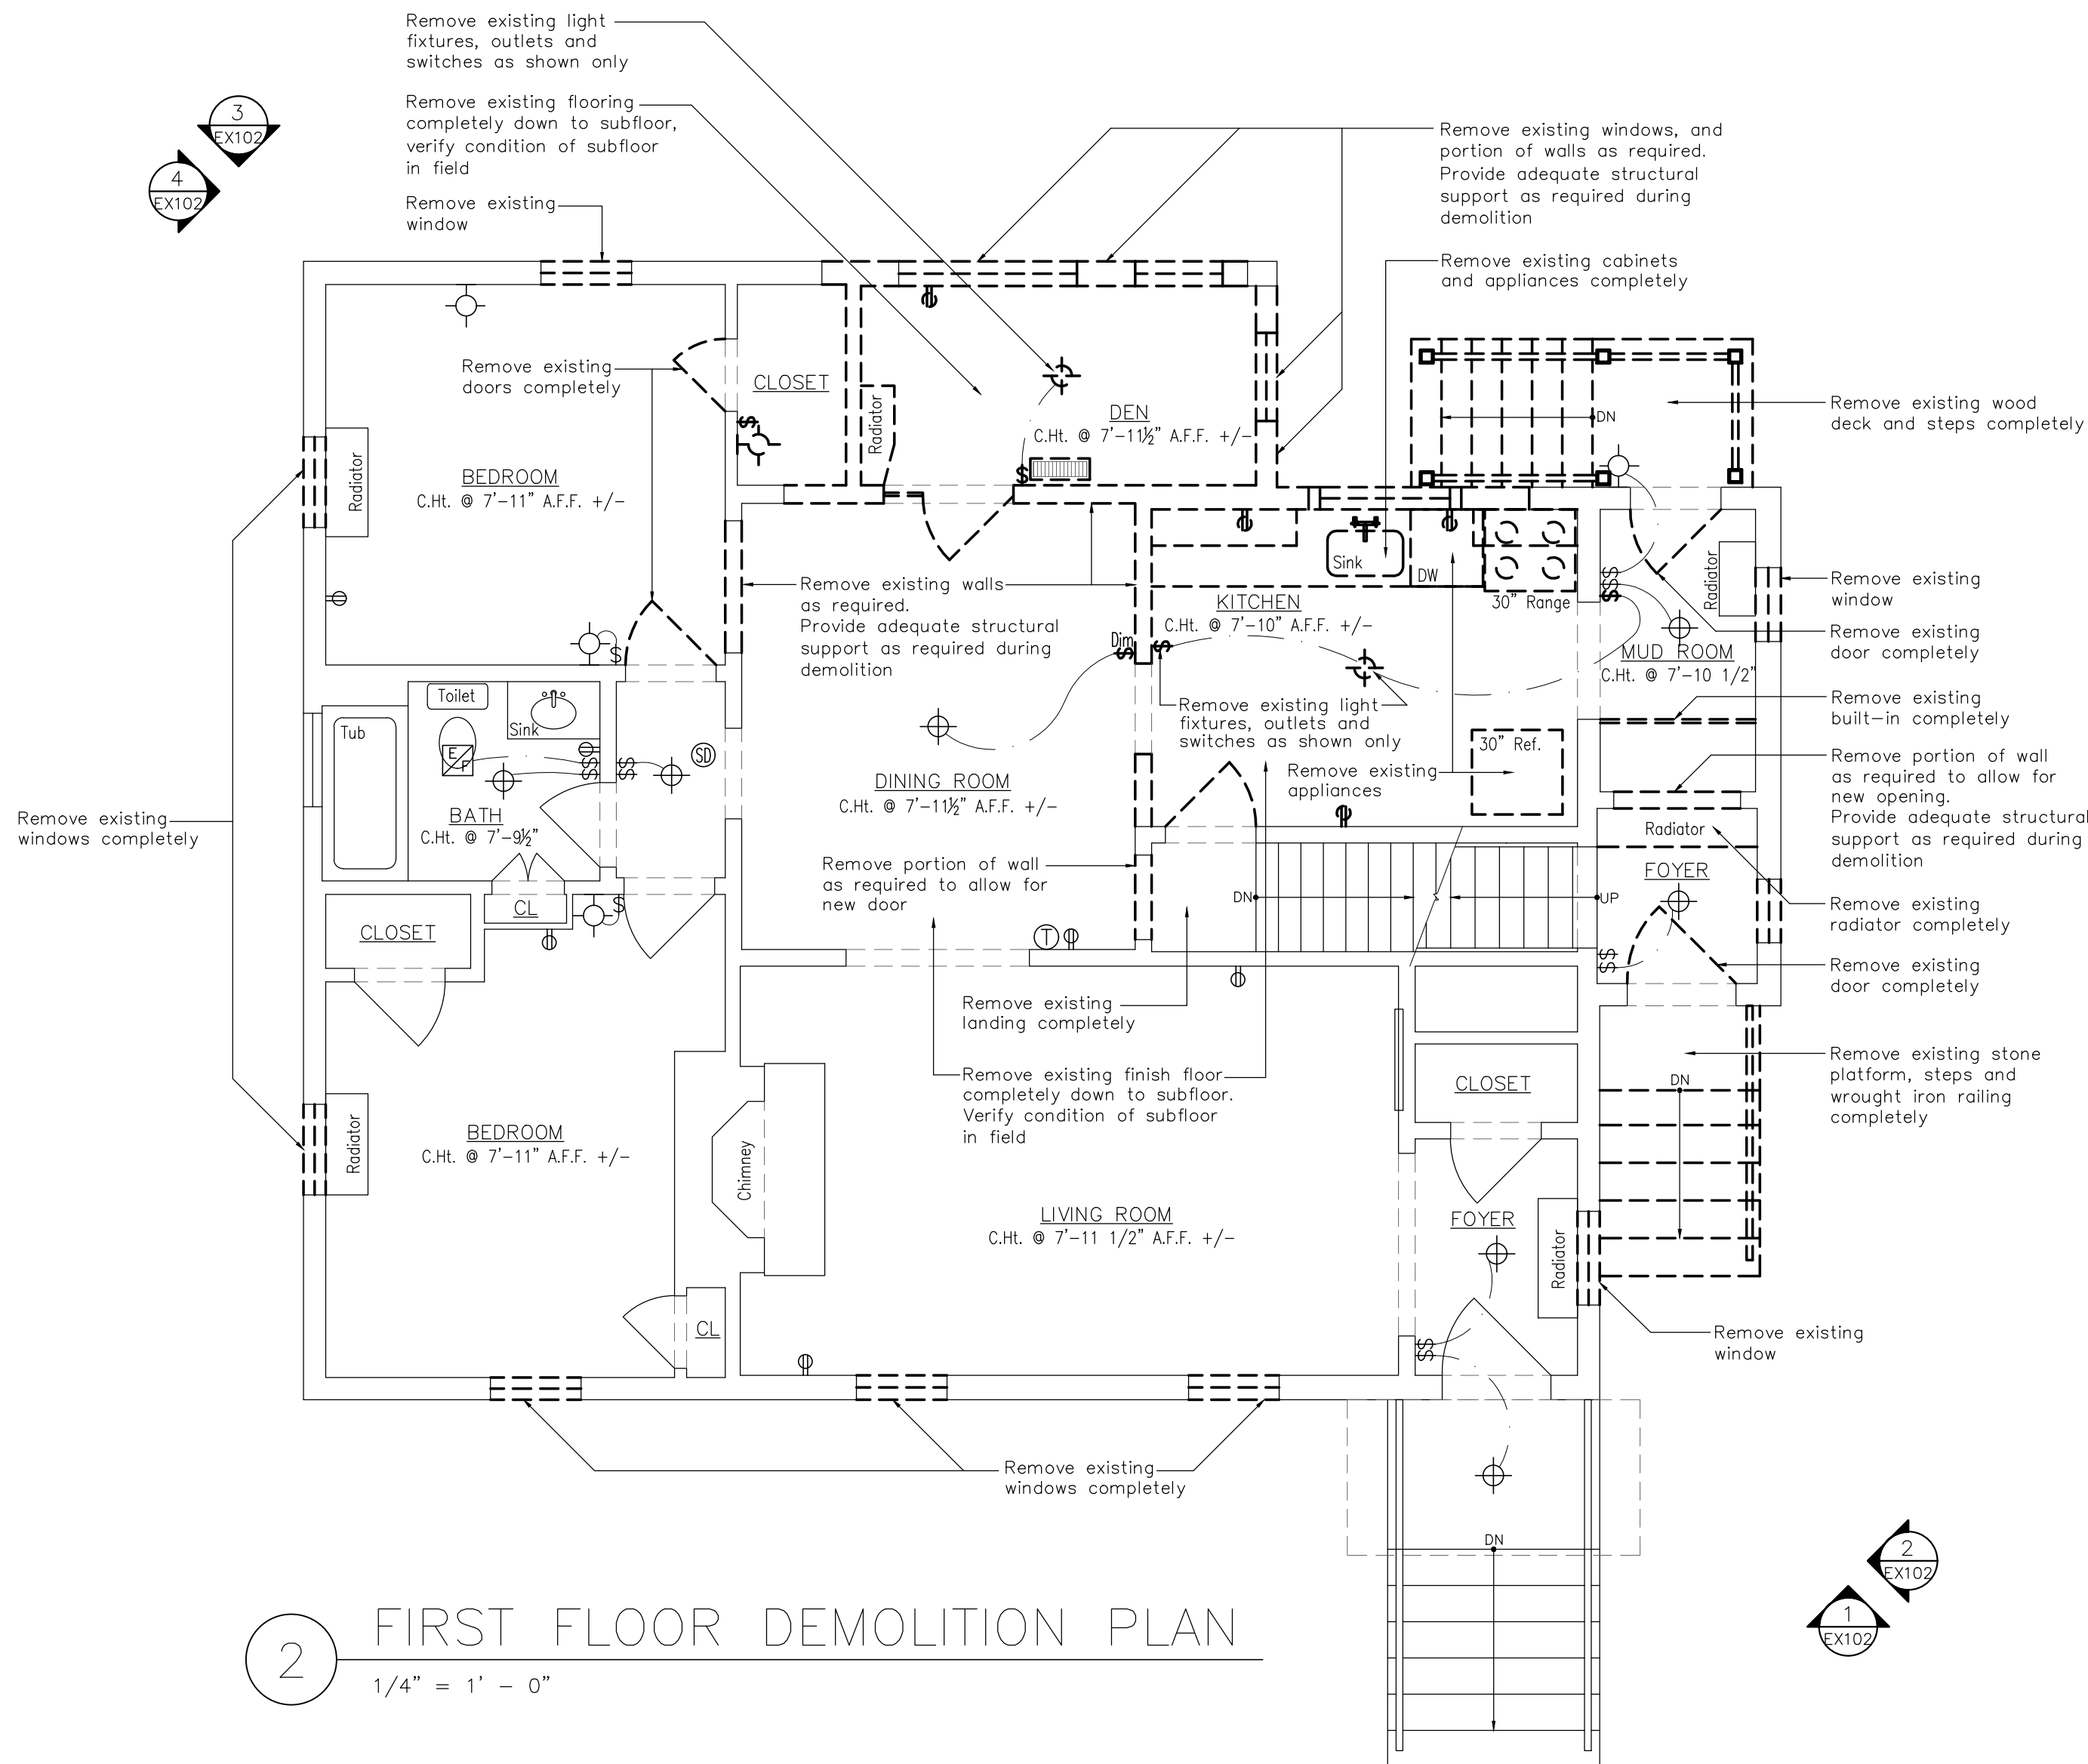 Remove existing light
fixtures, outlets and
switches as shown only
3
EX102
4
EX102
Remove existing flooring
completely down to subfloor,
verify condition of subfloor
in field
Remove existing
window
Remove existing windows, and
portion of walls as required.
Provide adequate structural
support as required during
demolition
Remove existing cabinets
and appliances completely
Remove existing
doors completely
CLOSET
Radiator
DEN
C.Ht. @ 7'-11½" A.F.F. +/-
$
$
DN
Remove existing wood
deck and steps completely
BEDROOM
C.Ht. @ 7'-11" A.F.F. +/-
Radiator
Remove existing walls
as required.
Provide adequate structural
support as required during
demolition
Sink
DW
30" Range
KITCHEN
C.Ht. @ 7'-10" A.F.F. +/-
Dim
$
$
$$$
Radiator
Remove existing
window
Remove existing
door completely
MUD ROOM
C.Ht. @ 7'-10 1/2"
Remove existing
built-in completely
$
Toilet
Sink
Tub
E
F
$$
$$
SD
BATH
C.Ht. @ 7'-9½"
CL
$
DINING ROOM
C.Ht. @ 7'-11½" A.F.F. +/-
Remove existing light
fixtures, outlets and
switches as shown only
Remove existing
appliances
30" Ref.
Remove portion of wall
as required to allow for
new opening.
Provide adequate structural
support as required during
demolition
Remove existing
windows completely
Remove portion of wall
as required to allow for
new door
DN
UP
Radiator
FOYER
$$
Remove existing
radiator completely
Remove existing
door completely
CLOSET
T
Remove existing
landing completely
Remove existing finish floor
completely down to subfloor.
Verify condition of subfloor
in field
CLOSET
DN
Remove existing stone
platform, steps and
wrought iron railing
completely
BEDROOM
C.Ht. @ 7'-11" A.F.F. +/-
Radiator
Chimney
LIVING ROOM
C.Ht. @ 7'-11 1/2" A.F.F. +/-
FOYER
Radiator
CL
$$
Remove existing
window
Remove existing
windows completely
DN
2
EX102
1
EX102
2
FIRST FLOOR DEMOLITION PLAN
1/4" = 1' - 0"